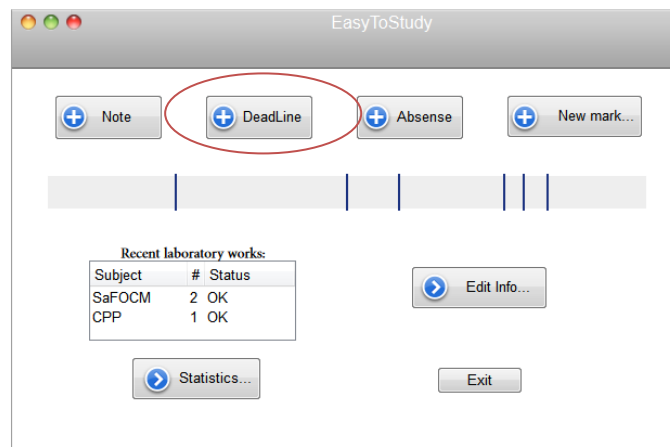 EasyToStudy
Note DeadLine Absense New mark...
Recent laboratory works:
Subject # Status
SaFOCM 2 OK
CPP 1 OK
Edit Info...
Statistics...
Exit